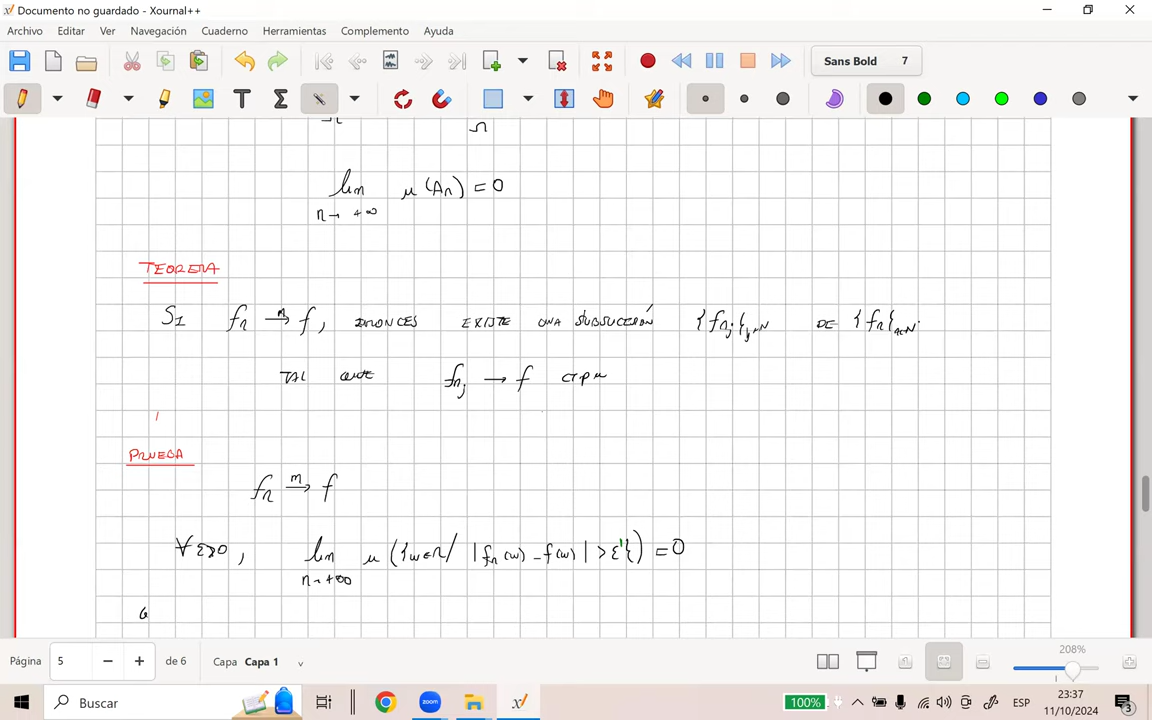 Documento no guardado - Xournal++
Archivo Editar Ver Navegación Cuaderno Herramientas Complemento Ayuda
Sans Bold 7
Ω Ω
lim μ(An) = 0
n→+∞
TEOREMA
SI fn →m f, ENTONCES EXISTE UNA SUBSUCESIÓN {fnj}j∈N DE {fn}n∈N
TAL QUE fnj → f CTPμ
PRUEBA
fn →m f
∀ε>0, lim μ({w∈Ω/ |fn(w) - f(w)| > ε}) = 0
n→+∞
Página 5 de 6 Capa Capa 1
208%
Buscar
100%
ESP
23:37
11/10/2024
3